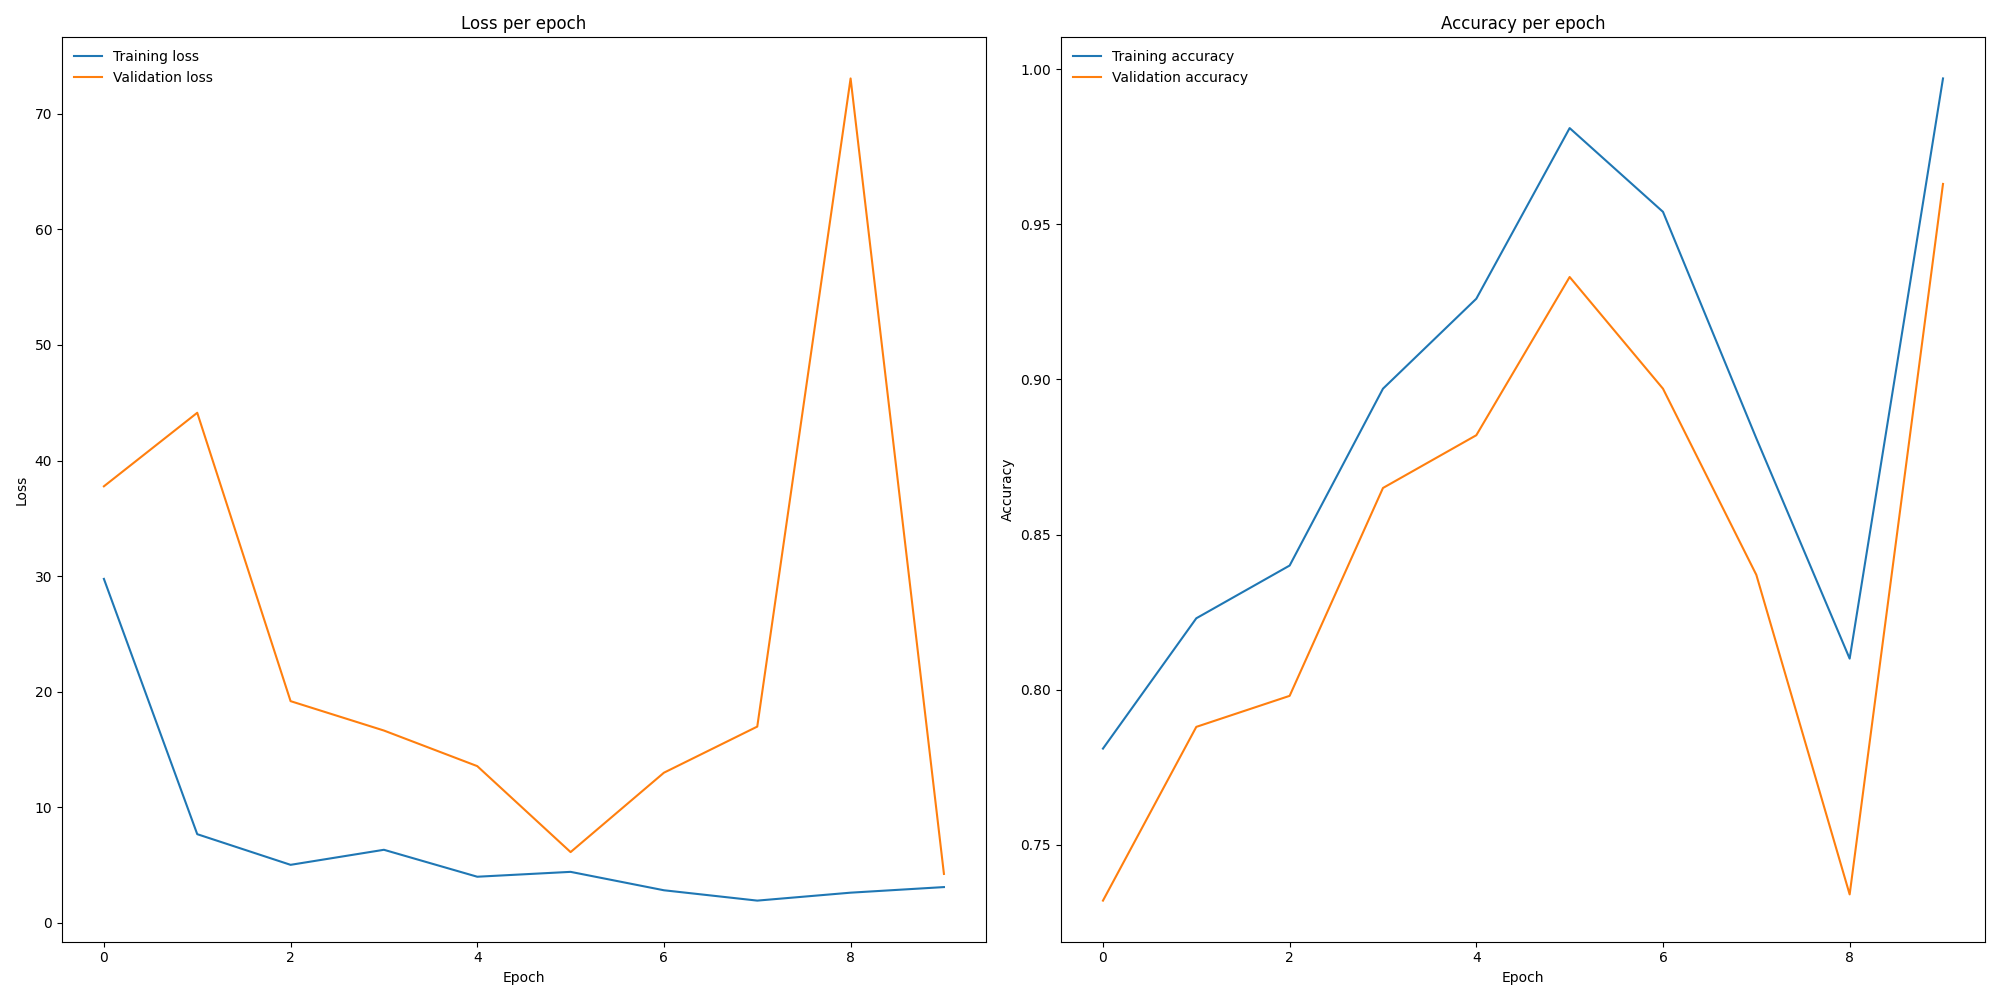 Loss per epoch
Training loss
Validation loss
70
60
50
40
30
20
10
0
Loss
0 2 4 6 8
Epoch
Accuracy per epoch
Training accuracy
Validation accuracy
1.00
0.95
0.90
0.85
0.80
0.75
Accuracy
0 2 4 6 8
Epoch